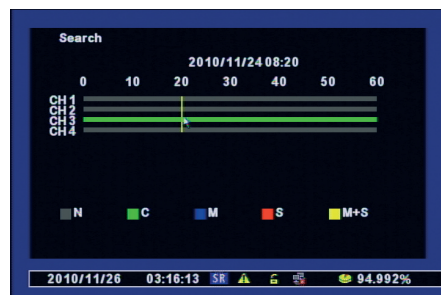 Search
2010/11/24 08:20
0 10 20 30 40 50 60
CH 1
CH 2
CH 3
CH 4
N C M S M+S
2010/11/26 03:16:13 SR 94.992%